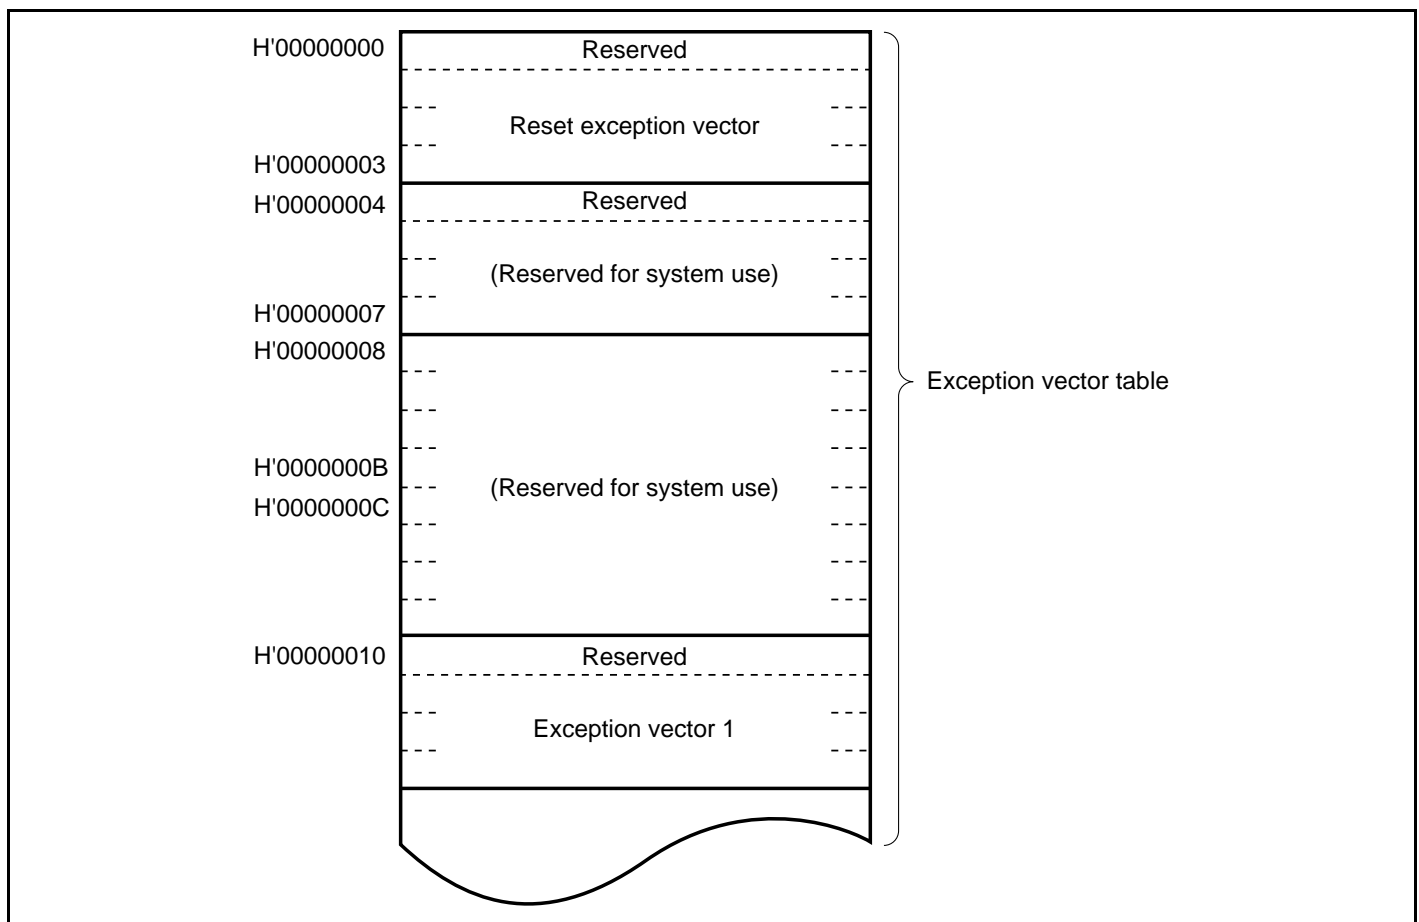 H'00000000
Reserved
Reset exception vector
H'00000003
H'00000004
Reserved
(Reserved for system use)
H'00000007
H'00000008
Exception vector table
H'0000000B
(Reserved for system use)
H'0000000C
H'00000010
Reserved
Exception vector 1